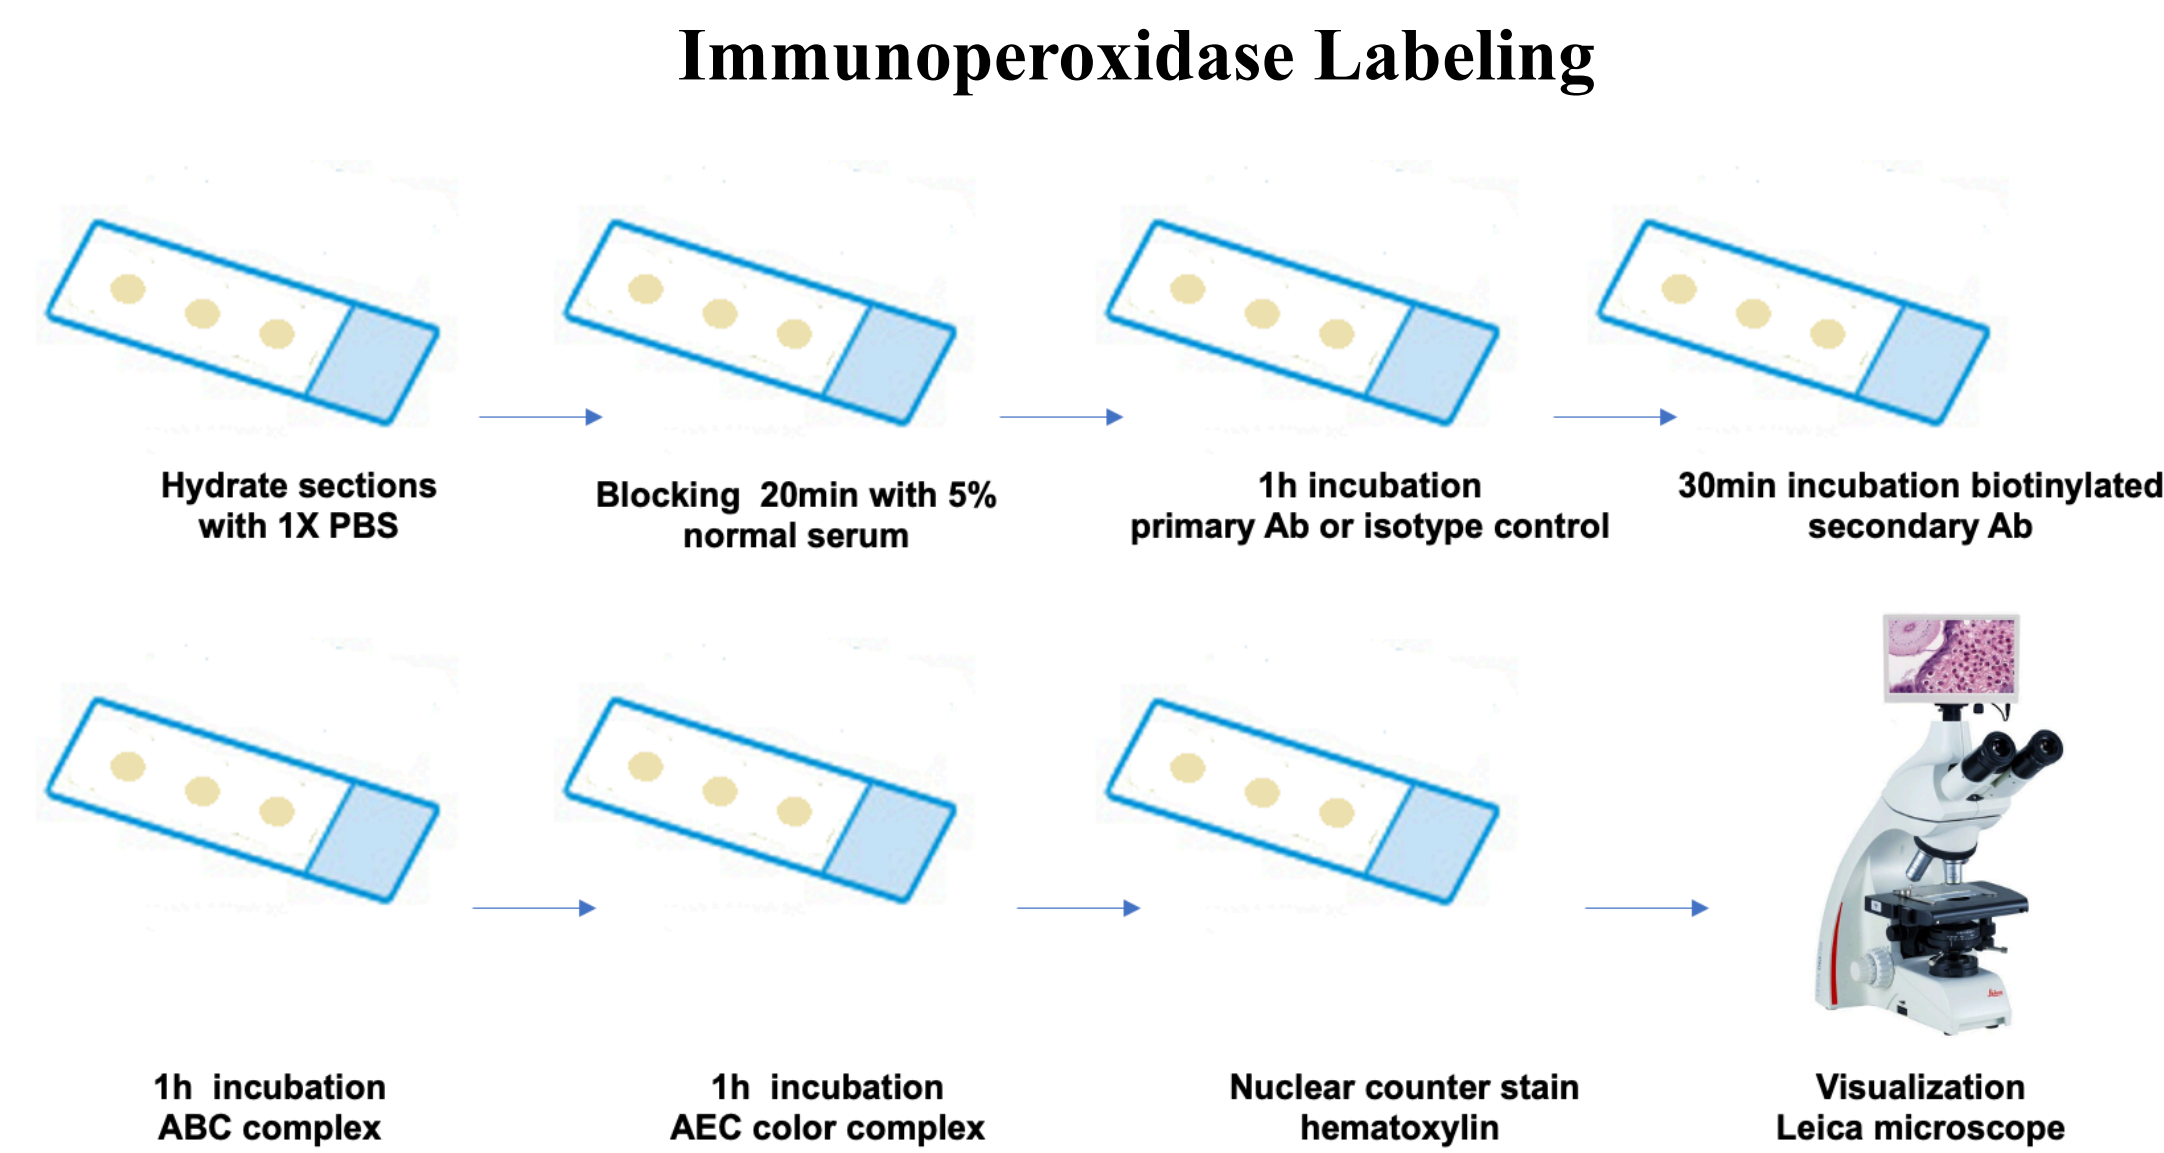 Immunoperoxidase Labeling
Hydrate sections
with 1X PBS
Blocking 20min with 5%
normal serum
1h incubation
primary Ab or isotype control
30min incubation biotinylated
secondary Ab
1h incubation
ABC complex
1h incubation
AEC color complex
Nuclear counter stain
hematoxylin
Visualization
Leica microscope
Leica